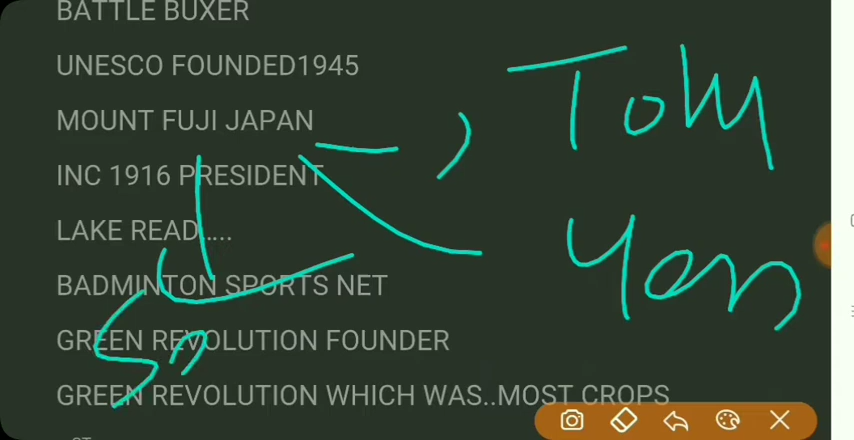 BATTLE BUXER
UNESCO FOUNDED1945
MOUNT FUJI JAPAN
INC 1916 PRESIDENT
LAKE READ....
BADMINTON SPORTS NET
GREEN REVOLUTION FOUNDER
GREEN REVOLUTION WHICH WAS..MOST CROPS
Yen